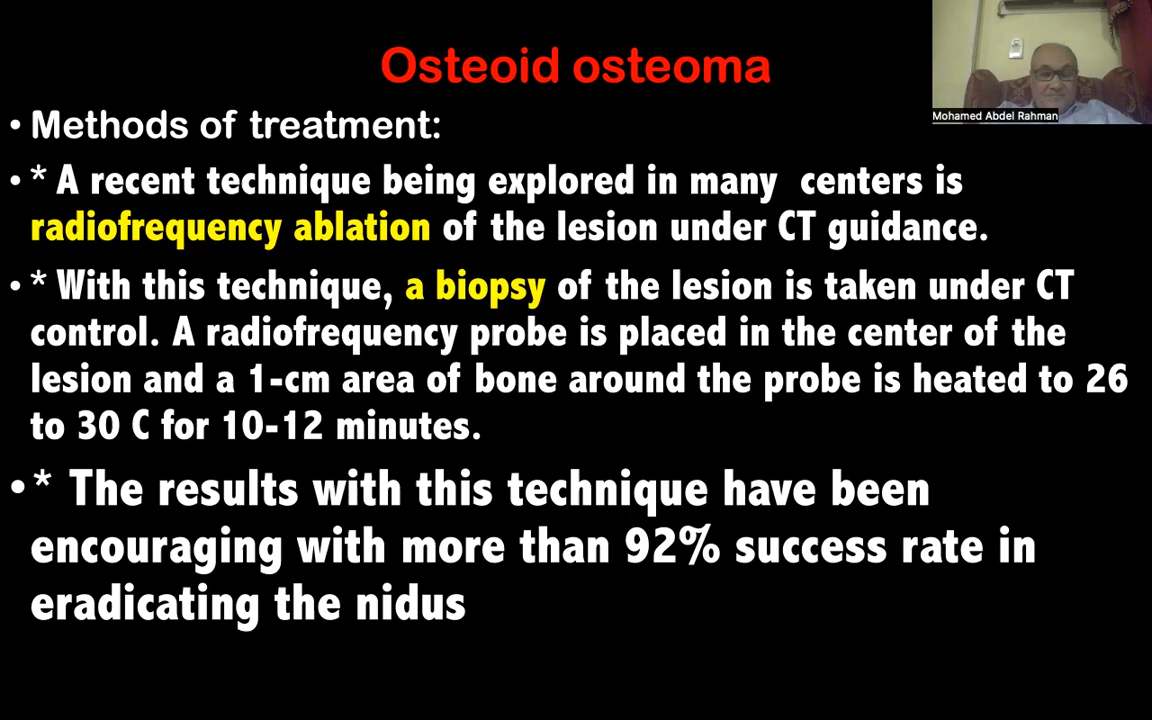 Osteoid osteoma
Mohamed Abdel Rahman
• Methods of treatment:
• * A recent technique being explored in many centers is
radiofrequency ablation of the lesion under CT guidance.
• * With this technique, a biopsy of the lesion is taken under CT
control. A radiofrequency probe is placed in the center of the
lesion and a 1-cm area of bone around the probe is heated to 26
to 30 C for 10-12 minutes.
• * The results with this technique have been
encouraging with more than 92% success rate in
eradicating the nidus